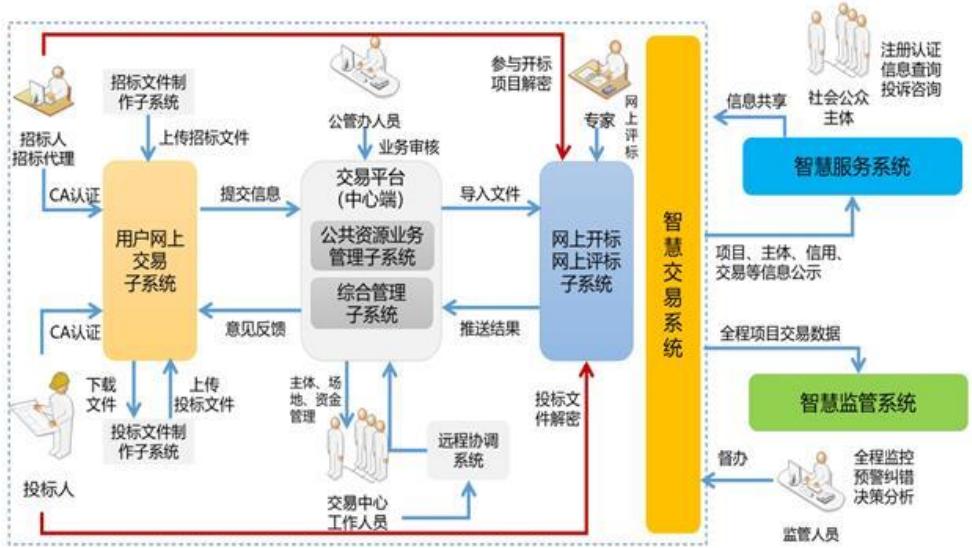 招标人
招标代理
招标文件制
作子系统
上传招标文件
CA认证
用户网上
交易
子系统
CA认证
下载
文件
上传
投标文件
投标文件制
作子系统
投标人
提交信息
意见反馈
公管办人员
业务审核
交易平台
(中心端)
公共资源业务
管理子系统
综合管理
子系统
主体、场
地、资金
管理
交易中心
工作人员
远程协调
系统
导入文件
推送结果
参与开标
项目解密
专家
网上评标
网上开标
网上评标
子系统
投标文
件解密
智慧交易系统
社会公众
主体
注册认证
信息查询
投诉咨询
信息共享
智慧服务系统
项目、主体、信用、
交易等信息公示
全程项目交易数据
智慧监管系统
督办
监管人员
全程监控
预警纠错
决策分析